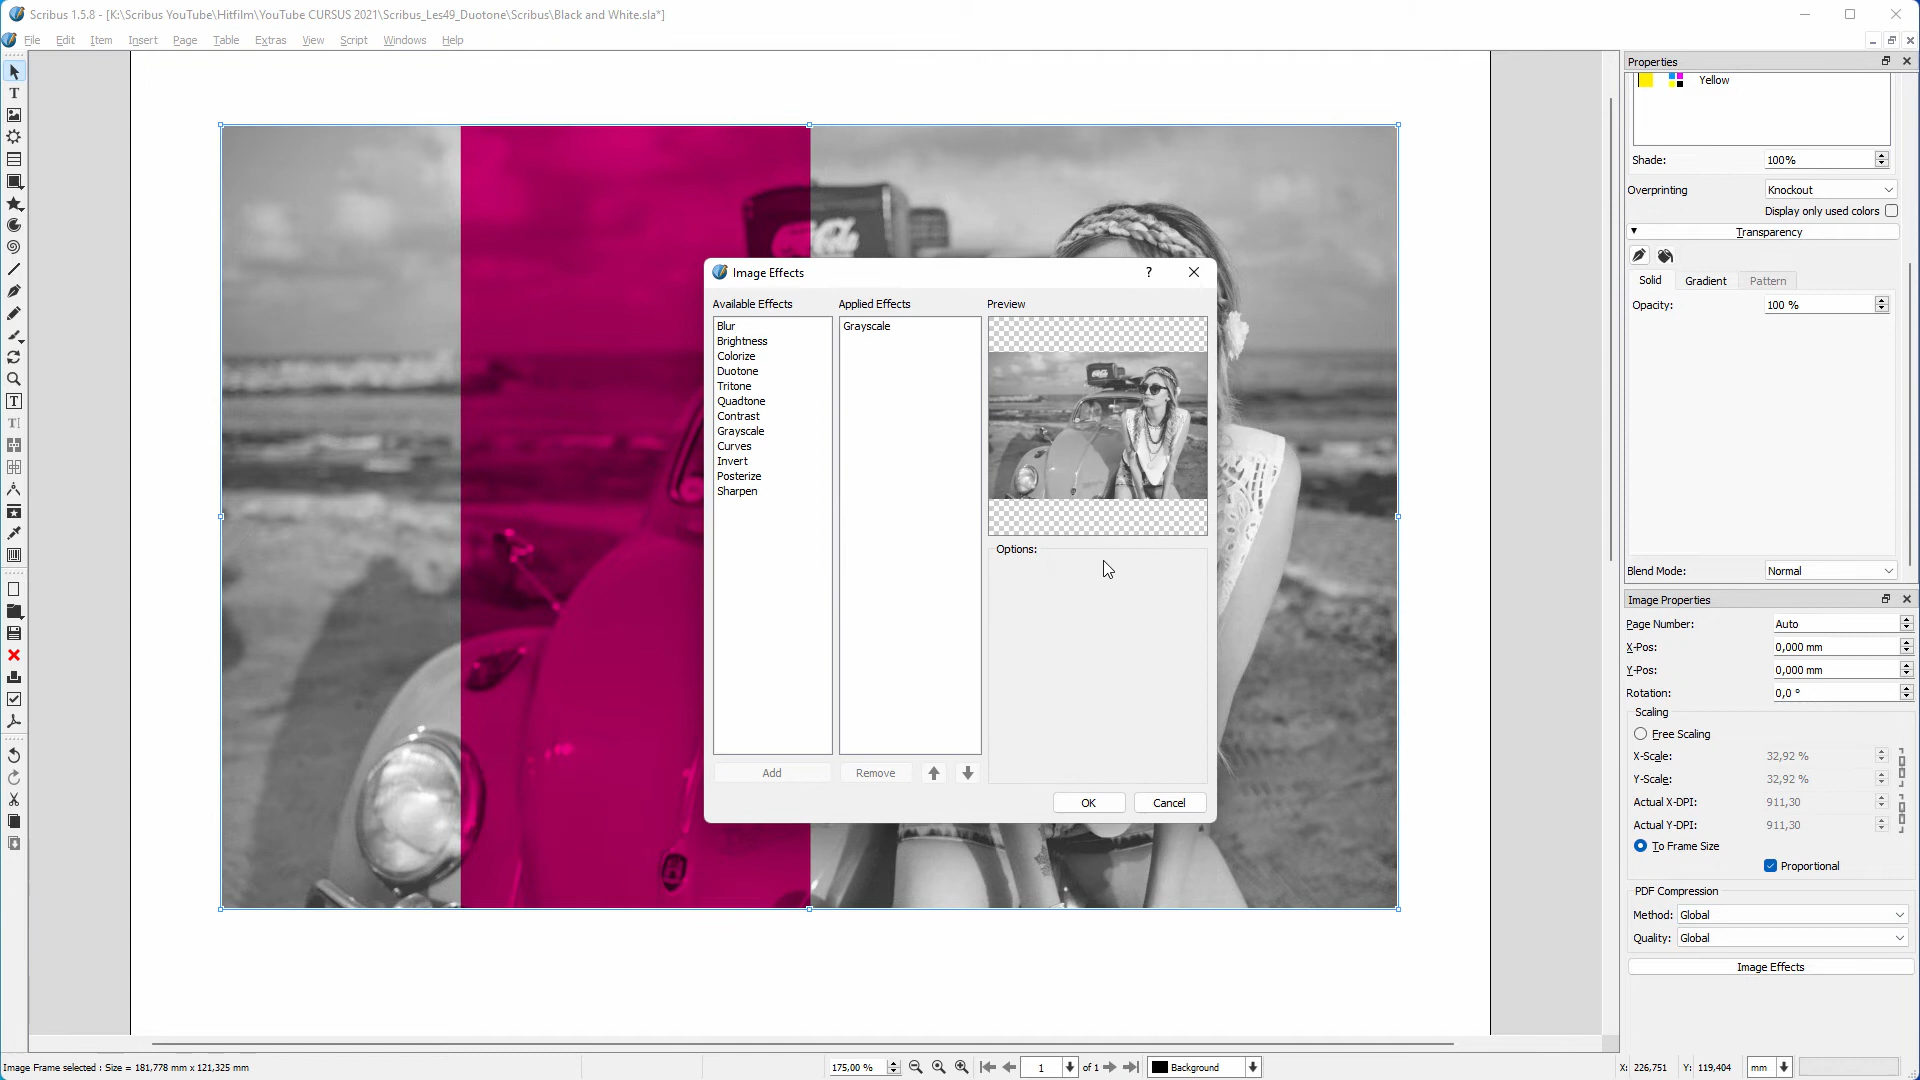 Scribus 1.5.8 - [K:\Scribus YouTube\Hitfilm\YouTube CURSUS 2021\Scribus_Les49_Duotone\Scribus\Black and White.sla*]
File Edit Item Insert Page Table Extras View Script Windows Help
Properties
Yellow
Shade: 100%
Overprinting Knockout
Display only used colors
Transparency
Solid Gradient Pattern
Opacity: 100 %
Blend Mode: Normal
Image Effects
Available Effects Applied Effects Preview
Blur
Brightness
Colorize
Duotone
Tritone
Quadtone
Contrast
Grayscale
Curves
Invert
Posterize
Sharpen
Grayscale
Options:
Add Remove
OK Cancel
Image Properties
Page Number: Auto
X-Pos: 0,000 mm
Y-Pos: 0,000 mm
Rotation: 0,0 °
Scaling
Free Scaling
X-Scale: 32,92 %
Y-Scale: 32,92 %
Actual X-DPI: 911,30
Actual Y-DPI: 911,30
To Frame Size
Proportional
PDF Compression
Method: Global
Quality: Global
Image Effects
Image Frame selected : Size = 181,778 mm x 121,325 mm
175,00 % 1 of 1 Background
X: 226,751 Y: 119,404 mm